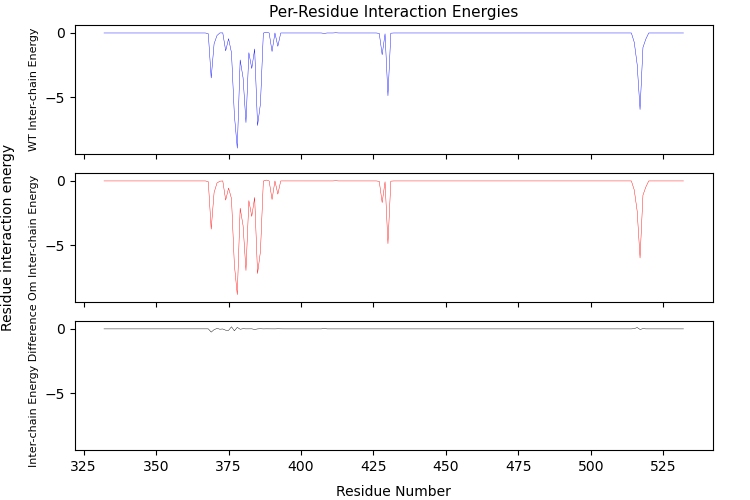 Per-Residue Interaction Energies
Residue interaction energy
WT Inter-chain Energy
0
−5
Om Inter-chain Energy
0
−5
Inter-chain Energy Difference
0
−5
325 350 375 400 425 450 475 500 525
Residue Number